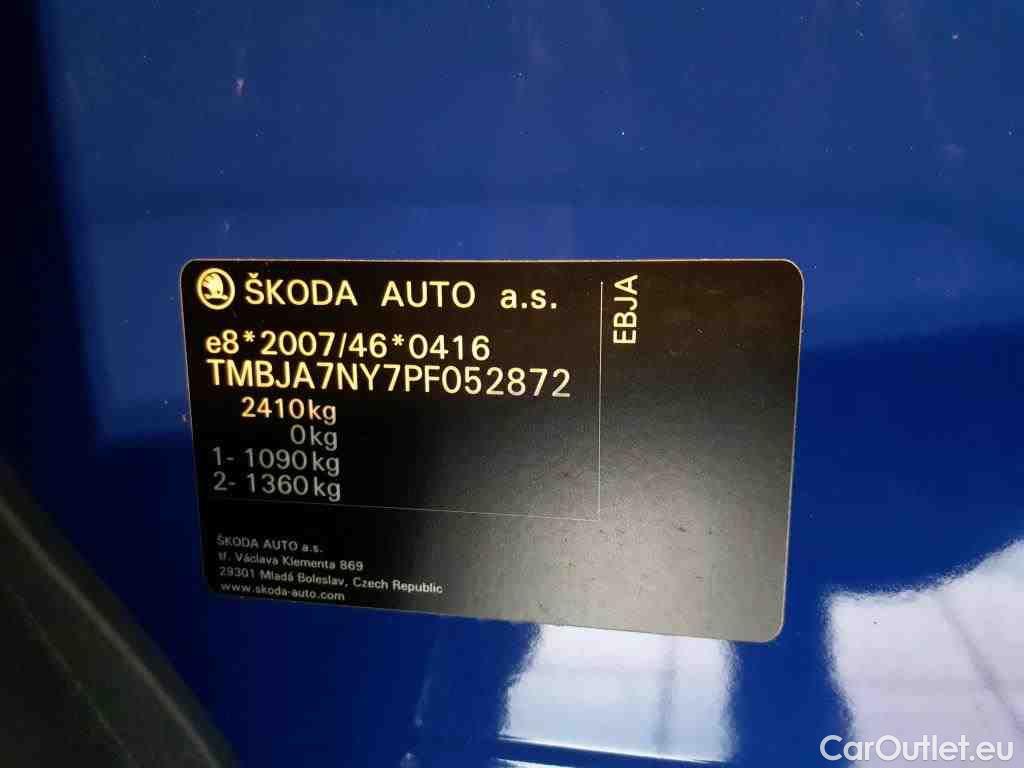 ŠKODA AUTO a.s.
EBJA
e8*2007/46*0416
TMBJA7NY7PF052872
2410kg
0kg
1- 1090kg
2- 1360kg
ŠKODA AUTO a.s.
tř. Václava Klementa 869
29301 Mladá Boleslav, Czech Republic
www.skoda-auto.com
CarOutlet.eu